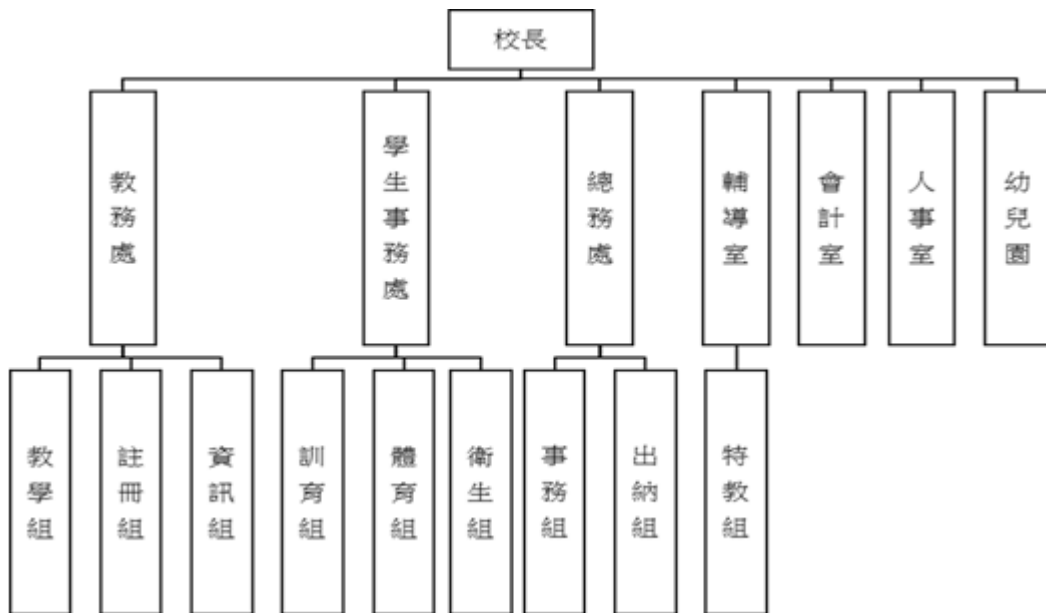 校長
教務處
學生事務處
總務處
輔導室
會計室
人事室
幼兒園
教學組
註冊組
資訊組
訓育組
體育組
衛生組
事務組
出納組
特教組